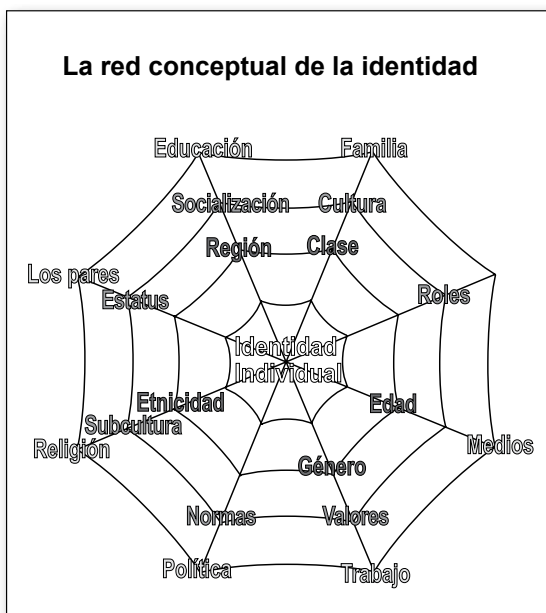 La red conceptual de la identidad
Educación Familia
Socialización Cultura
Región Clase
Los pares
Estatus Roles
Identidad
Individual
Etnicidad Edad
Subcultura
Religión Medios
Género
Normas Valores
Política Trabajo